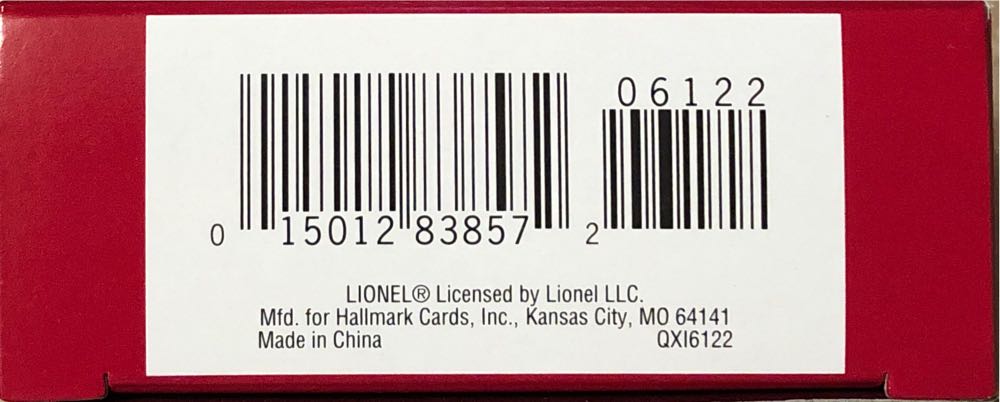 06122
0 15012 83857 2
LIONEL® Licensed by Lionel LLC.
Mfd. for Hallmark Cards, Inc., Kansas City, MO 64141
Made in China QXI6122